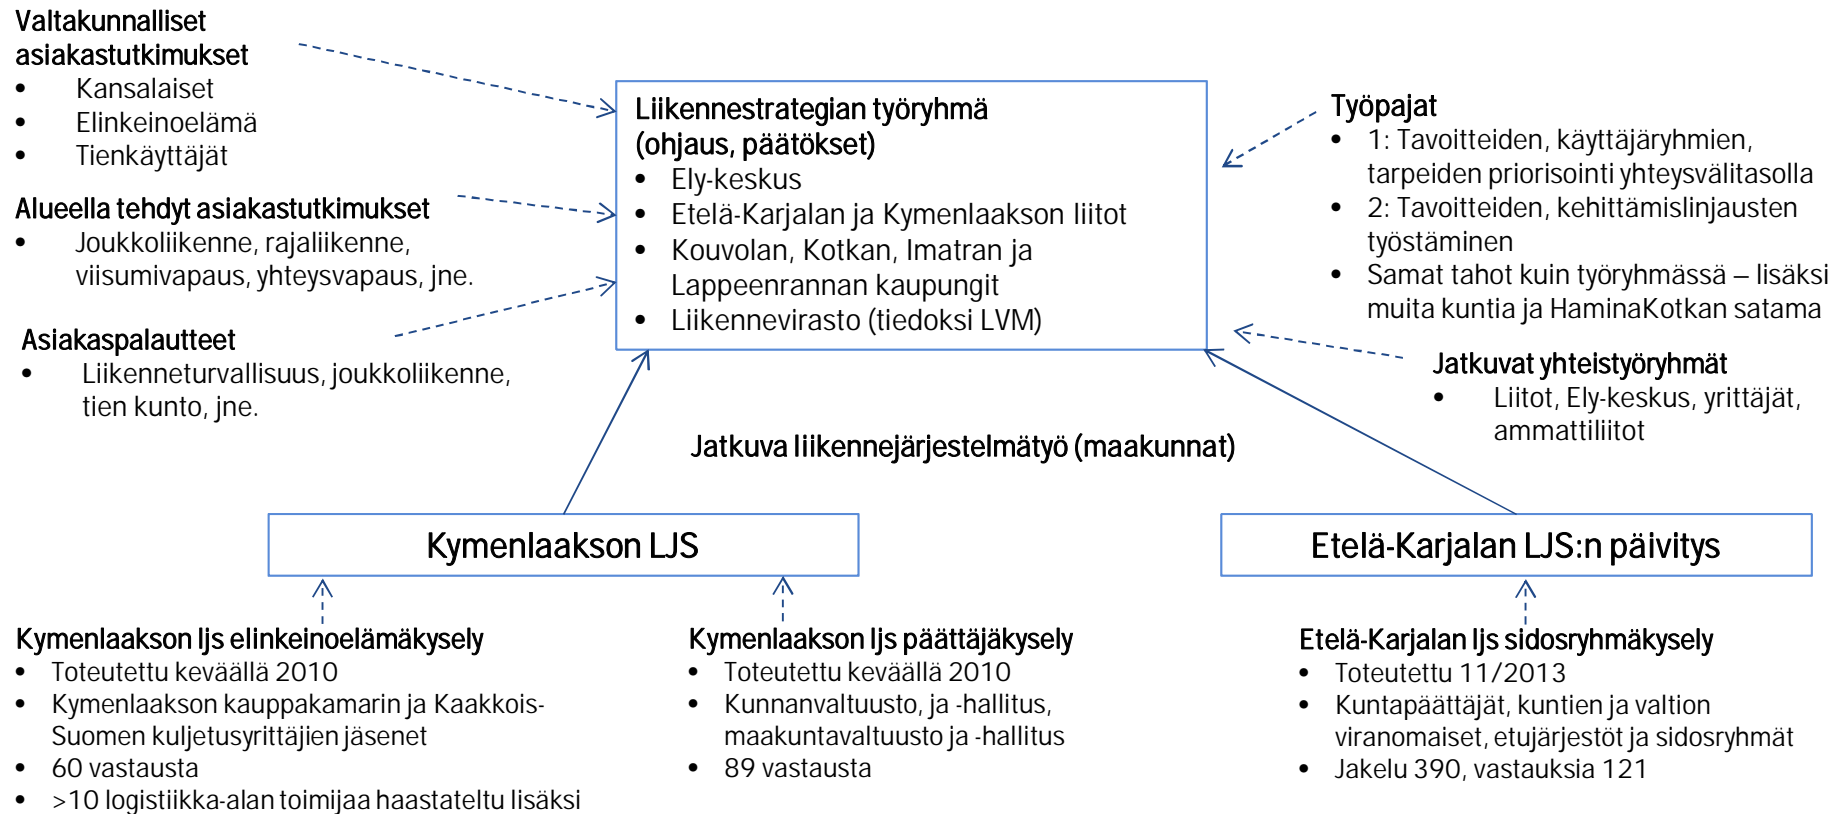 Valtakunnalliset
asiakastutkimukset
• Kansalaiset
• Elinkeinoelämä
• Tienkäyttäjät
Alueella tehdyt asiakastutkimukset
• Joukkoliikenne, rajaliikenne,
viisumivapaus, yhteysvapaus, jne.
Asiakaspalautteet
• Liikenneturvallisuus, joukkoliikenne,
tien kunto, jne.
Liikennestrategian työryhmä
(ohjaus, päätökset)
• Ely-keskus
• Etelä-Karjalan ja Kymenlaakson liitot
• Kouvolan, Kotkan, Imatran ja
Lappeenrannan kaupungit
• Liikennevirasto (tiedoksi LVM)
Työpajat
• 1: Tavoitteiden, käyttäjäryhmien,
tarpeiden priorisointi yhteysvälitasolla
• 2: Tavoitteiden, kehittämislinjausten
työstäminen
• Samat tahot kuin työryhmässä – lisäksi
muita kuntia ja HaminaKotkan satama
Jatkuvat yhteistyöryhmät
• Liitot, Ely-keskus, yrittäjät,
ammattiliitot
Jatkuva liikennejärjestelmätyö (maakunnat)
Kymenlaakson LJS
Etelä-Karjalan LJS:n päivitys
Kymenlaakson ljs elinkeinoelämäkysely
• Toteutettu keväällä 2010
• Kymenlaakson kauppakamarin ja Kaakkois-
Suomen kuljetusyrittäjien jäsenet
• 60 vastausta
• >10 logistiikka-alan toimijaa haastateltu lisäksi
Kymenlaakson ljs päättäjäkysely
• Toteutettu keväällä 2010
• Kunnanvaltuusto, ja -hallitus,
maakuntavaltuusto ja -hallitus
• 89 vastausta
Etelä-Karjalan ljs sidosryhmäkysely
• Toteutettu 11/2013
• Kuntapäättäjät, kuntien ja valtion
viranomaiset, etujärjestöt ja sidosryhmät
• Jakelu 390, vastauksia 121